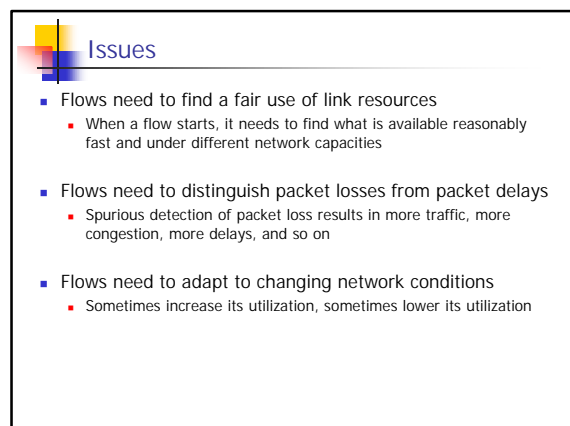 Issues
Flows need to find a fair use of link resources
When a flow starts, it needs to find what is available reasonably
fast and under different network capacities
Flows need to distinguish packet losses from packet delays
Spurious detection of packet loss results in more traffic, more
congestion, more delays, and so on
Flows need to adapt to changing network conditions
Sometimes increase its utilization, sometimes lower its utilization